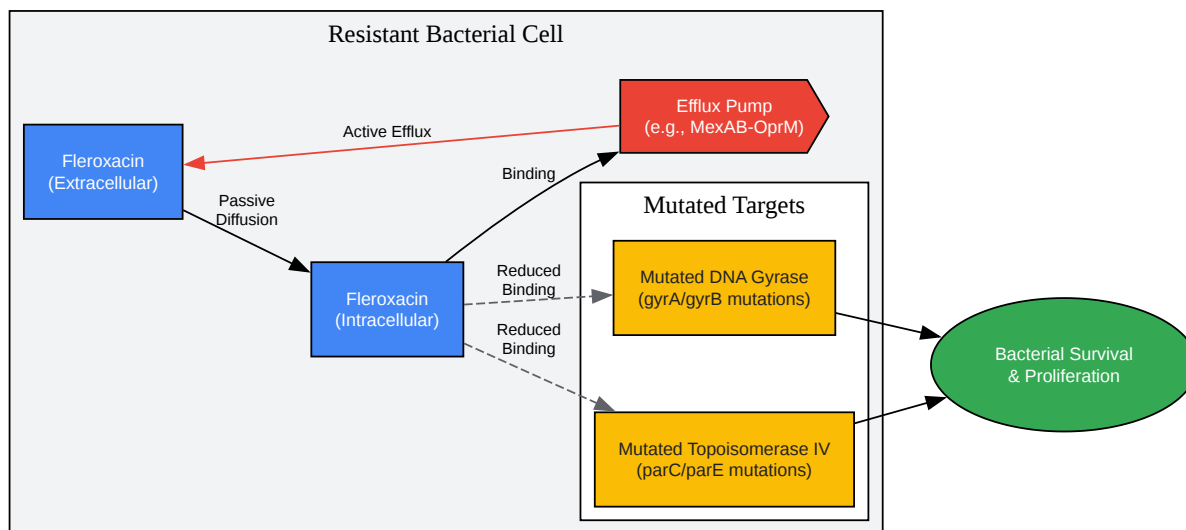 Resistant Bacterial Cell
Efflux Pump
(e.g., MexAB-OprM)
Active Efflux
Fleroxacin
(Extracellular)
Binding
Passive
Diffusion
Mutated Targets
Fleroxacin
(Intracellular)
Reduced
Binding
Mutated DNA Gyrase
(gyrA/gyrB mutations)
Reduced
Binding
Bacterial Survival
& Proliferation
Mutated Topoisomerase IV
(parC/parE mutations)